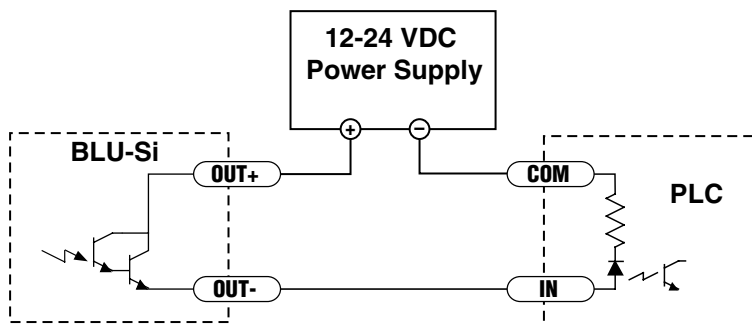 12-24 VDC
Power Supply
+ −
BLU-Si
OUT+
COM
PLC
OUT-
IN